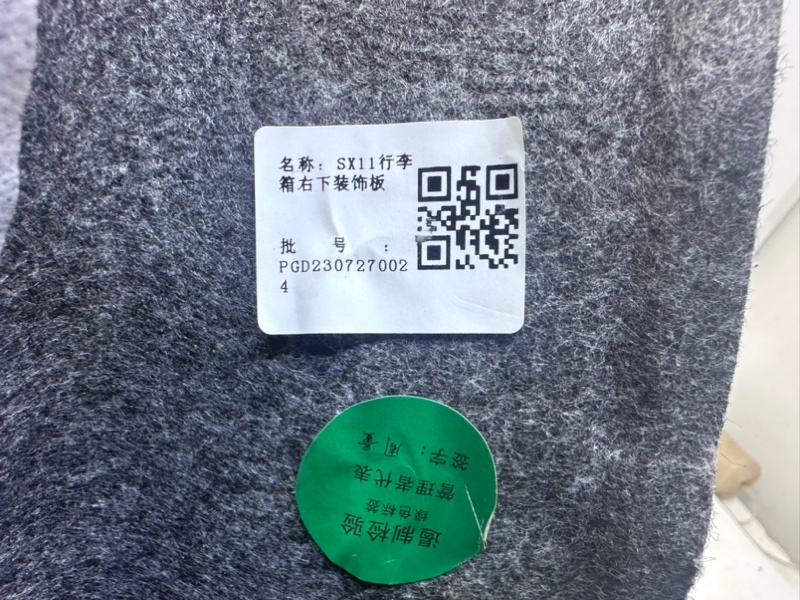 名称：SX11行李
箱右下装饰板
批 号 ：
PGD230727002
4
遏制检验
绿色标签
管理者代表
签字：周